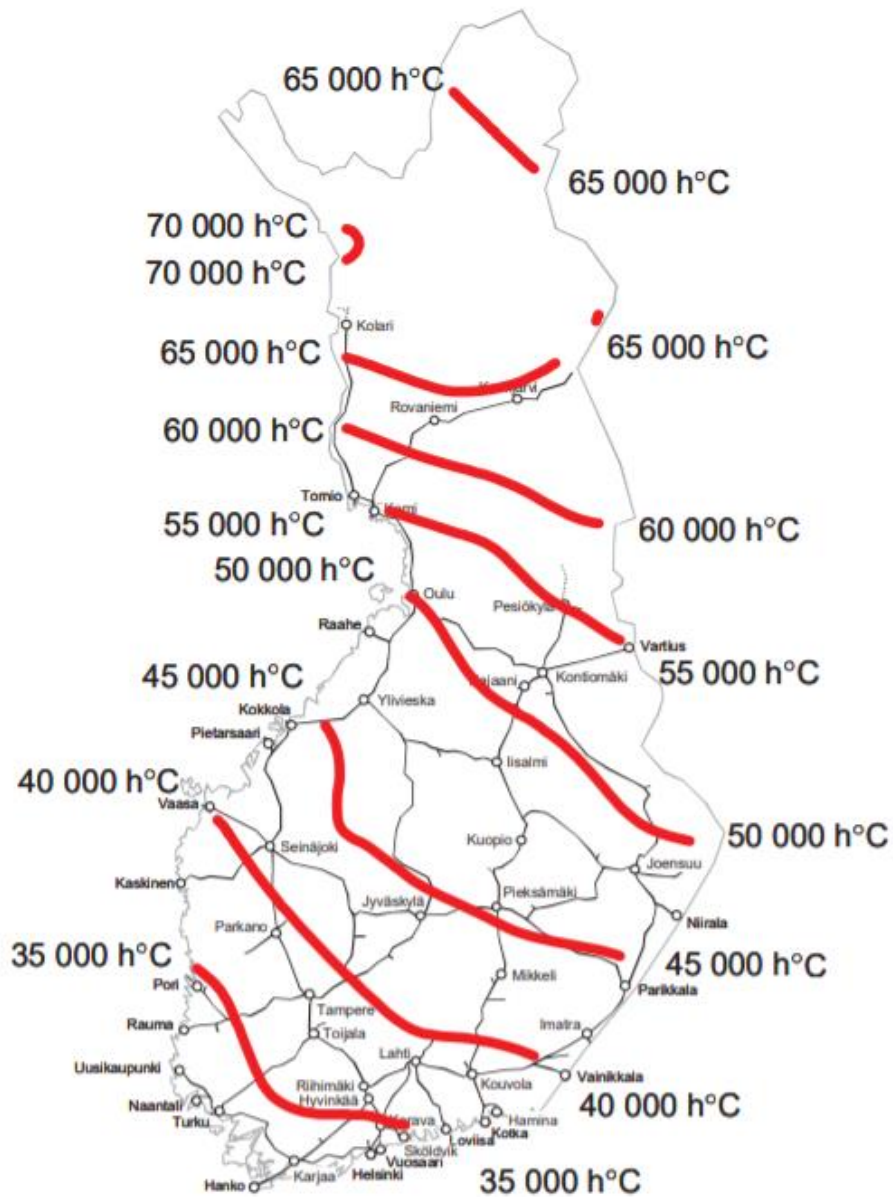 65 000 h°C
65 000 h°C
70 000 h°C
70 000 h°C
Kolari
65 000 h°C
65 000 h°C
Rovaniemi
60 000 h°C
Tornio
Kemi
55 000 h°C
60 000 h°C
50 000 h°C
Oulu
Pesiökylä
Raahe
Vartius
45 000 h°C
Kajaani
Kontiomäki
55 000 h°C
Ylivieska
Kokkola
Pietarsaari
Iisalmi
40 000 h°C
Vaasa
Seinäjoki
Kuopio
50 000 h°C
Joensuu
Kaskinen
Jyväskylä
Pieksämäki
Niirala
Parkano
35 000 h°C
Pori
Mikkeli
45 000 h°C
Parikkala
Tampere
Rauma
Toijala
Imatra
Uusikaupunki
Lahti
Riihimäki
Kouvola
Vainikkala
Naantali
Hyvinkää
40 000 h°C
Turku
Kerava
Hamina
Kotka
Loviisa
Sköldvik
Vuosaari
Helsinki
Karjaa
Hanko
35 000 h°C